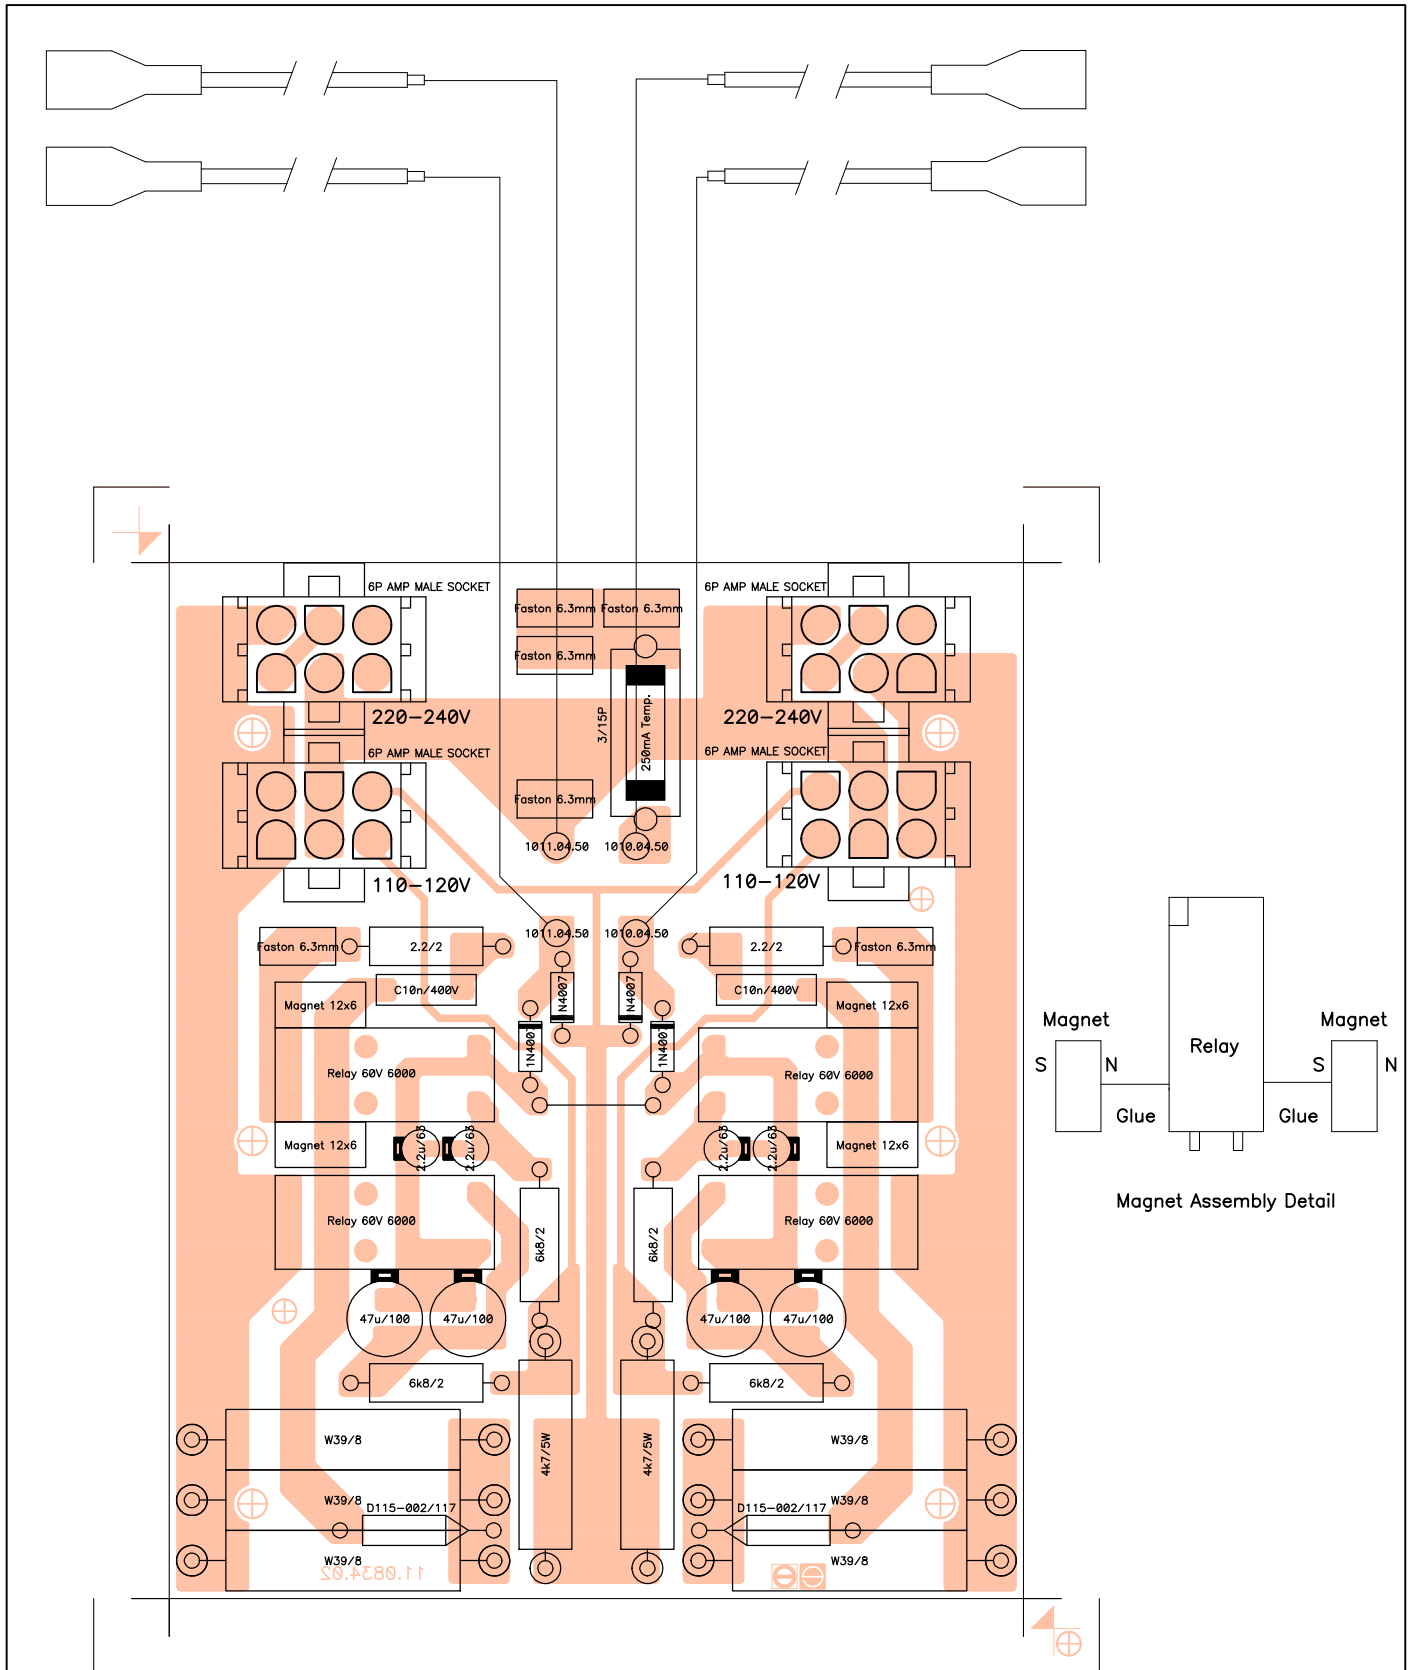 6P AMP MALE SOCKET
6P AMP MALE SOCKET
Faston 6.3mm
Faston 6.3mm
Faston 6.3mm
220-240V
3/15P
250mA Temp.
220-240V
6P AMP MALE SOCKET
6P AMP MALE SOCKET
Faston 6.3mm
1011.04.50
1010.04.50
110-120V
110-120V
1011.04.50
1010.04.50
Faston 6.3mm
2.2/2
2.2/2
Faston 6.3mm
C10n/400V
N4007
N4007
C10n/400V
Magnet 12x6
Magnet 12x6
Magnet
Magnet
1N4007
1N4007
Relay
S
N
S
N
Relay 60V 6000
Relay 60V 6000
Glue
Glue
Magnet 12x6
2.2u/63
2.2u/63
2.2u/63
2.2u/63
Magnet 12x6
Magnet Assembly Detail
Relay 60V 6000
Relay 60V 6000
6k8/2
6k8/2
47u/100
47u/100
47u/100
47u/100
6k8/2
6k8/2
W39/8
4k7/5W
4k7/5W
W39/8
W39/8
D115-002/117
D115-002/117
W39/8
W39/8
W39/8
11.0834.02